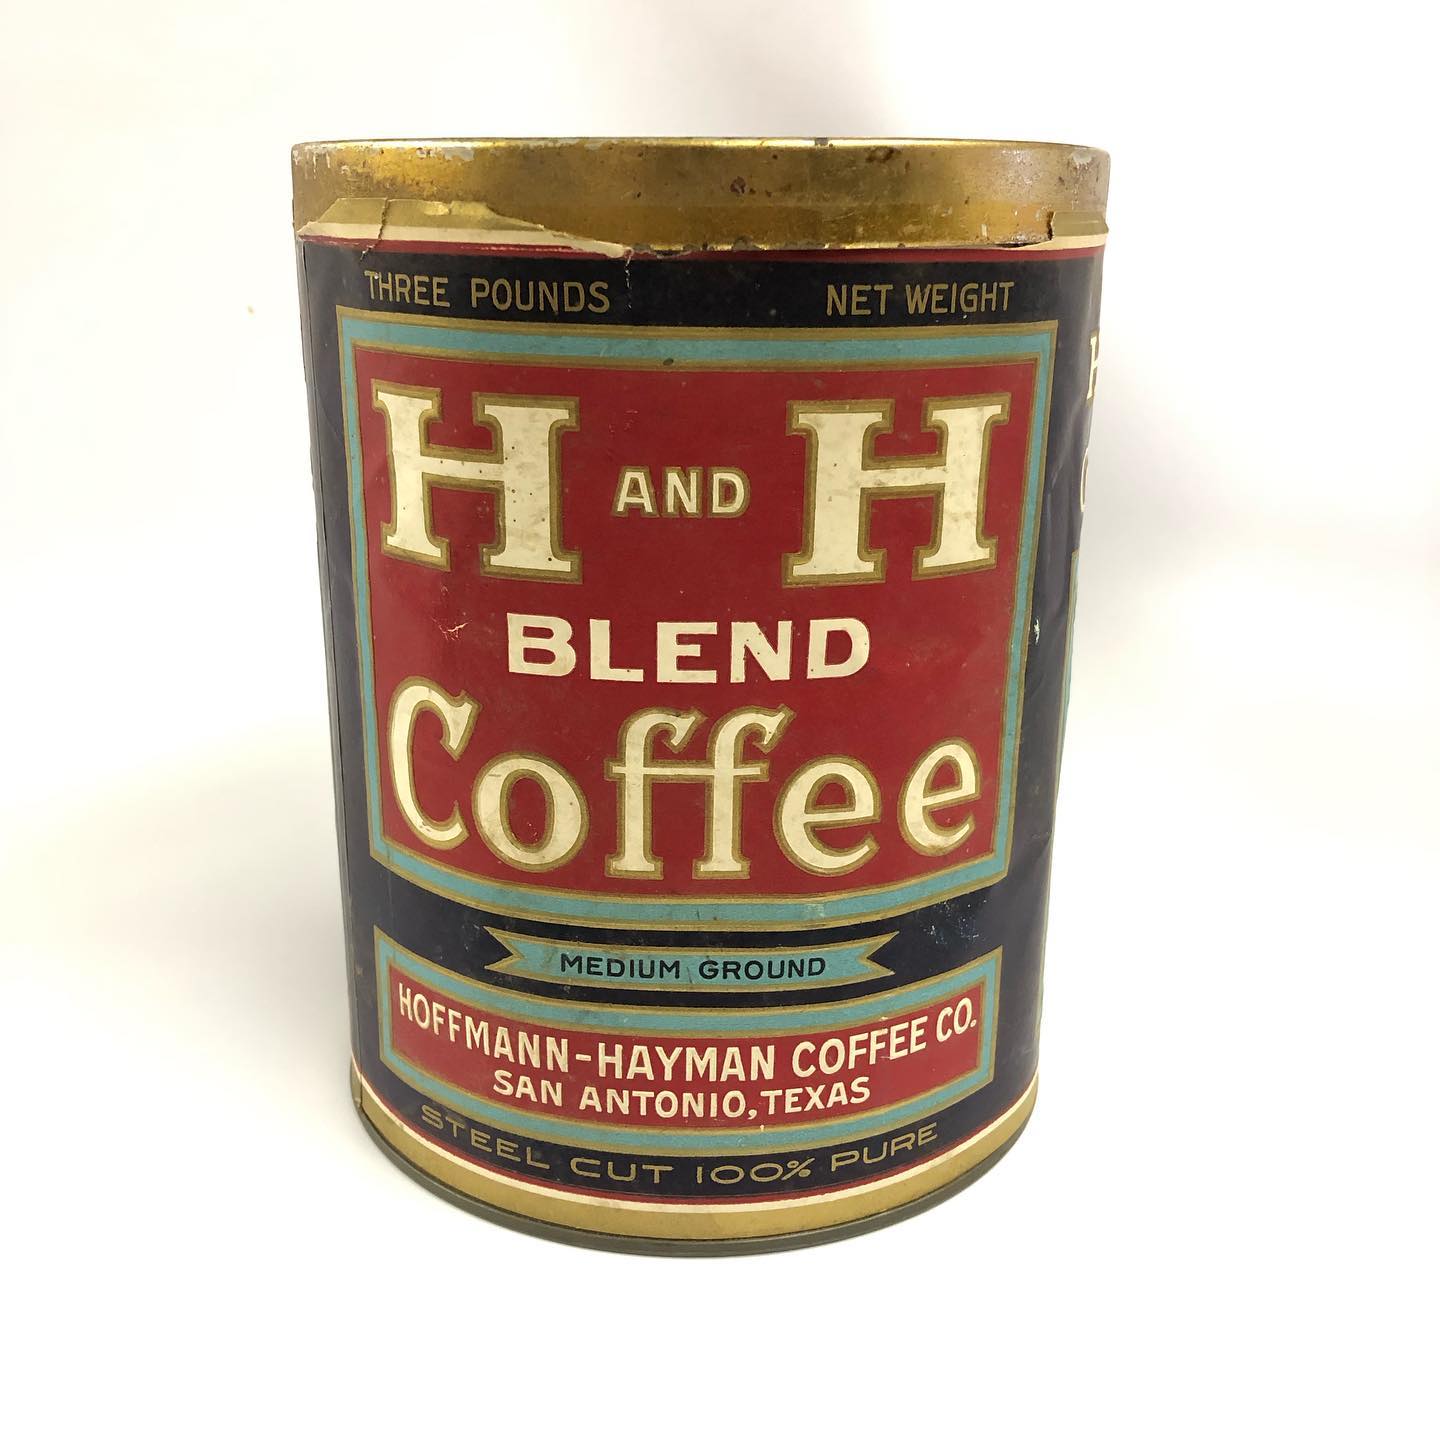 THREE POUNDS NET WEIGHT
H AND H
BLEND
Coffee
MEDIUM GROUND
HOFFMANN-HAYMAN COFFEE CO.
SAN ANTONIO, TEXAS
STEEL CUT 100% PURE